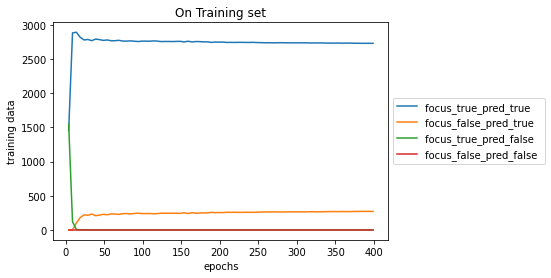 On Training set
training data
3000
2500
2000
1500
1000
500
0
0 50 100 150 200 250 300 350 400
epochs
focus_true_pred_true
focus_false_pred_true
focus_true_pred_false
focus_false_pred_false